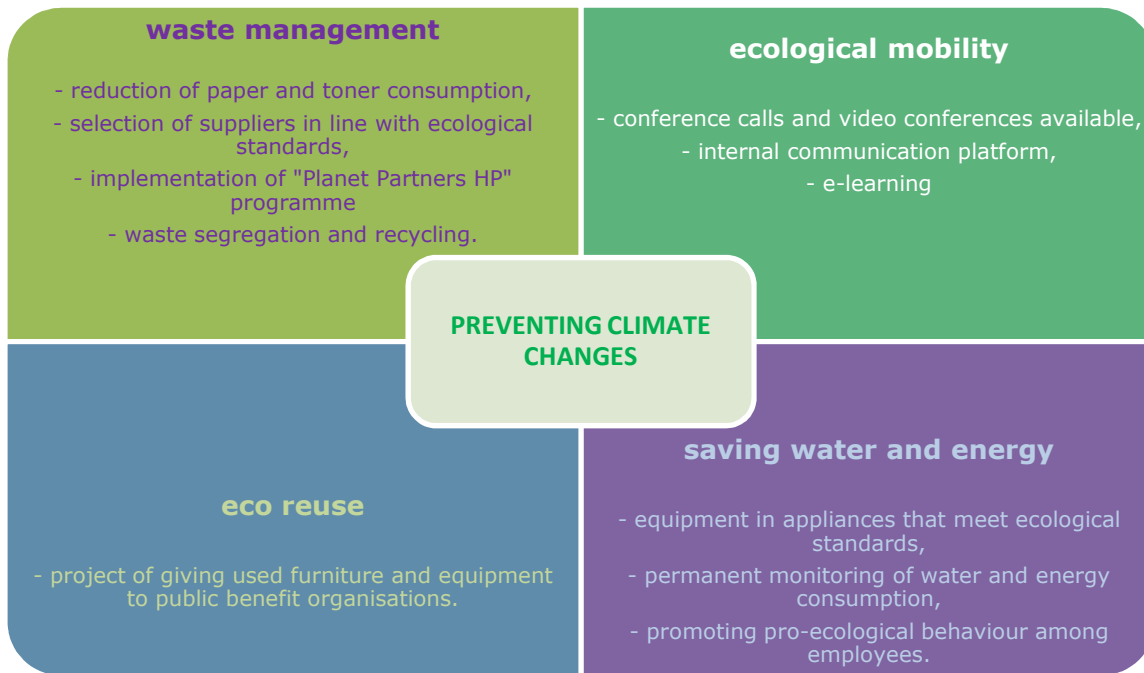 waste management
- reduction of paper and toner consumption,
- selection of suppliers in line with ecological
standards,
- implementation of "Planet Partners HP"
programme
- waste segregation and recycling.
ecological mobility
- conference calls and video conferences available,
- internal communication platform,
- e-learning
PREVENTING CLIMATE
CHANGES
eco reuse
- project of giving used furniture and equipment
to public benefit organisations.
saving water and energy
- equipment in appliances that meet ecological
standards,
- permanent monitoring of water and energy
consumption,
- promoting pro-ecological behaviour among
employees.